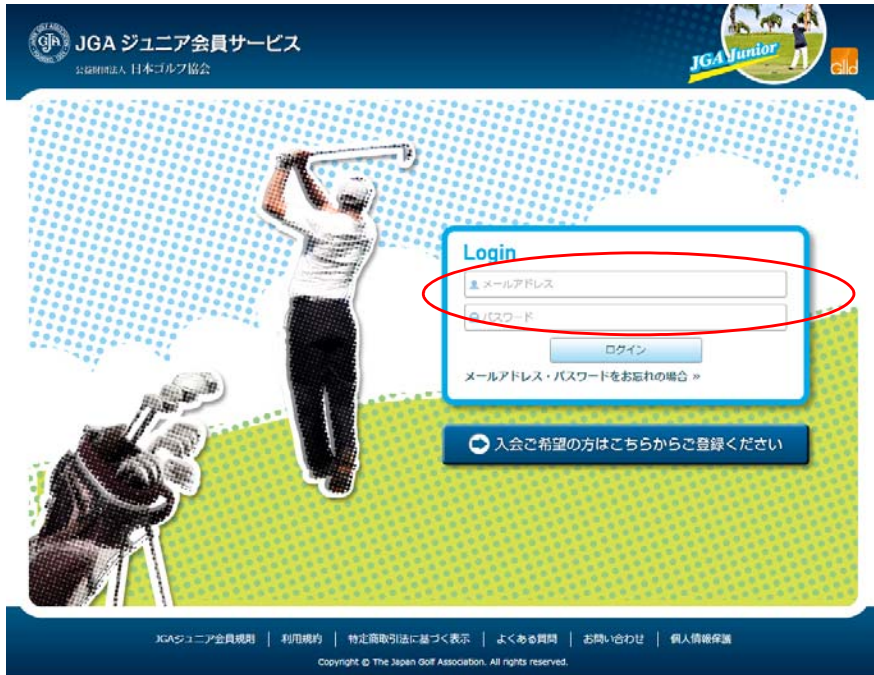 JGA ジュニア会員サービス
公益財団法人 日本ゴルフ協会
JGA Junior
Login
メールアドレス
パスワード
ログイン
メールアドレス・パスワードをお忘れの場合 »
入会ご希望の方はこちらからご登録ください
JGAジュニア会員規則 | 利用規約 | 特定商取引法に基づく表示 | よくある質問 | お問い合わせ | 個人情報保護
Copyright © The Japan Golf Association. All rights reserved.